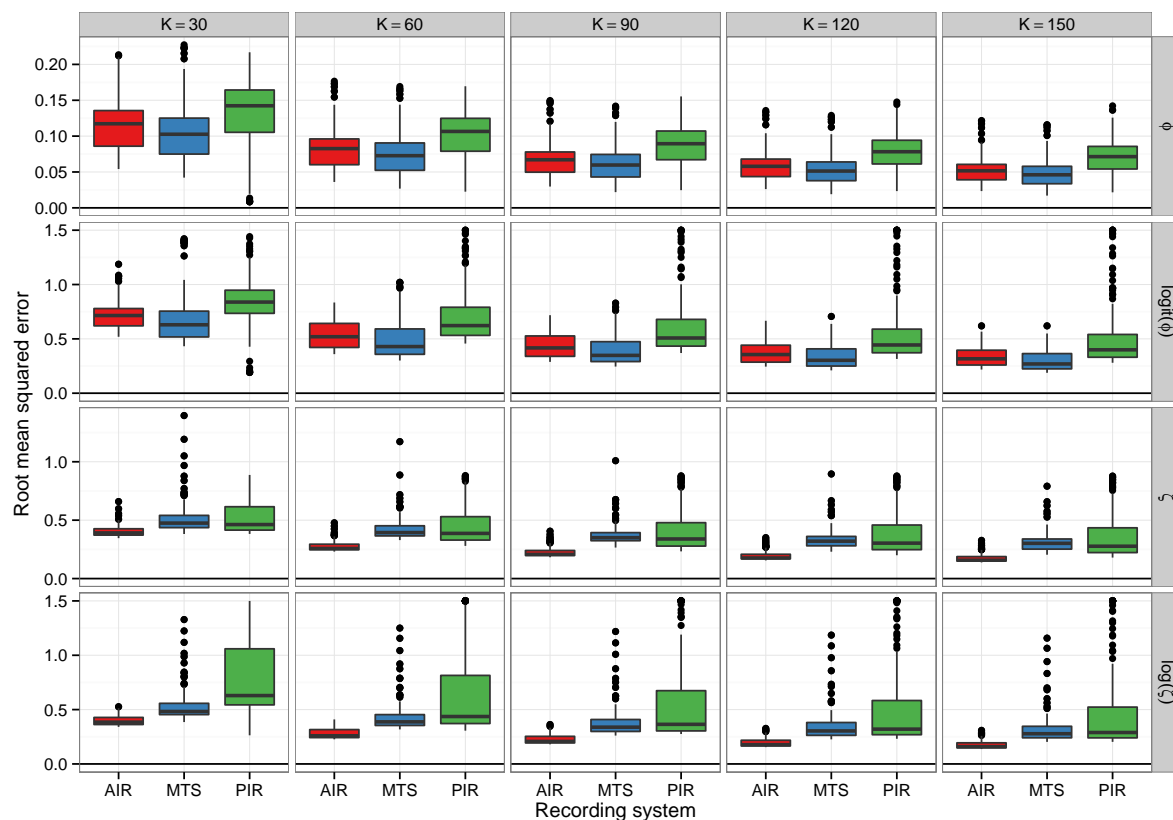 K = 30 K = 60 K = 90 K = 120 K = 150
Root mean squared error
0.20
0.15
0.10
0.05
0.00
ϕ
1.5
1.0
0.5
0.0
logit(ϕ)
1.0
0.5
0.0
ζ
1.5
1.0
0.5
0.0
log(ζ)
AIR MTS PIR AIR MTS PIR AIR MTS PIR AIR MTS PIR AIR MTS PIR
Recording system